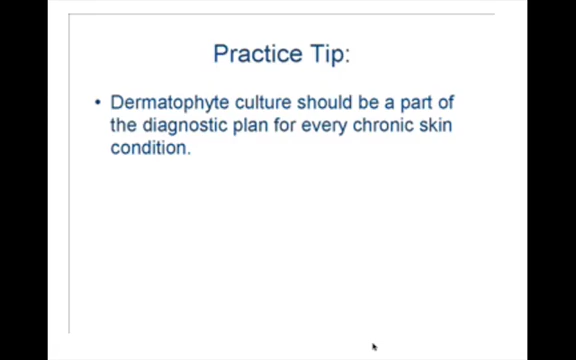 Practice Tip:
• Dermatophyte culture should be a part of
the diagnostic plan for every chronic skin
condition.